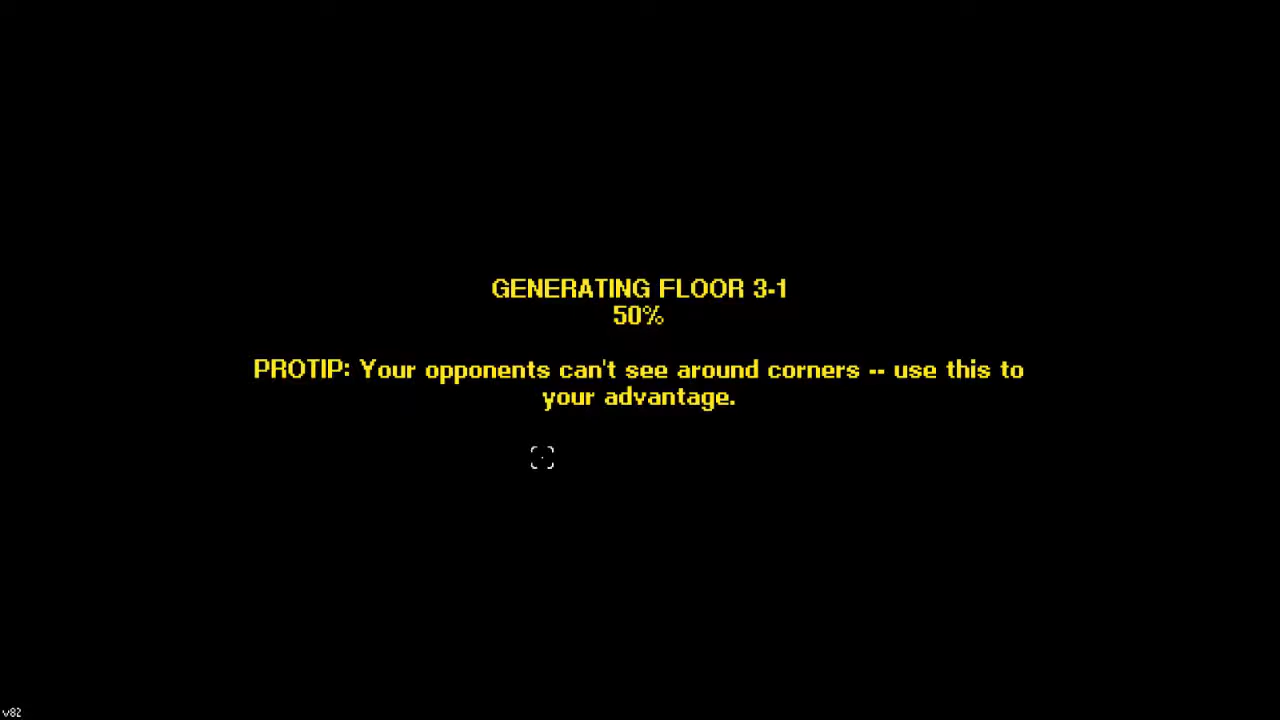 GENERATING FLOOR 3-1
50%
PROTIP: Your opponents can't see around corners -- use this to
your advantage.
v82